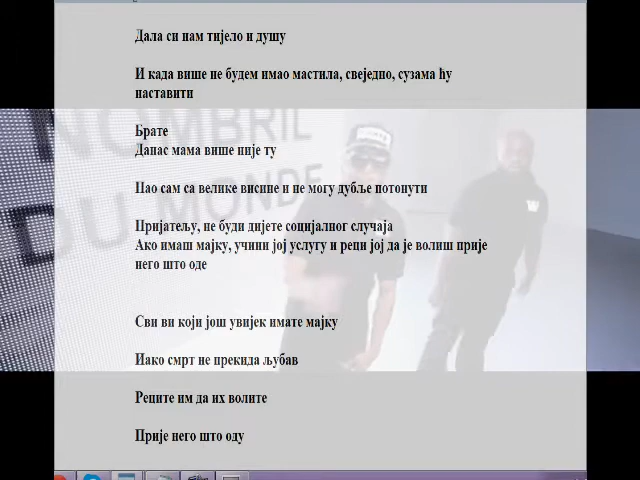 Дала си нам тијело и душу
И када више не будем имао мастила, свеједно, сузама ћу
наставити
Брате
Данас мама више није ту
Пао сам са велике висине и не могу дубље потонути
Пријатељу, не буди дијете социјалног случаја
Ако имаш мајку, учини јој услугу и реци јој да је волиш прије
него што оде
Сви ви који још увијек имате мајку
Иако смрт не прекида љубав
Реците им да их волите
Прије него што оду
NOMBRIL
DU MONDE